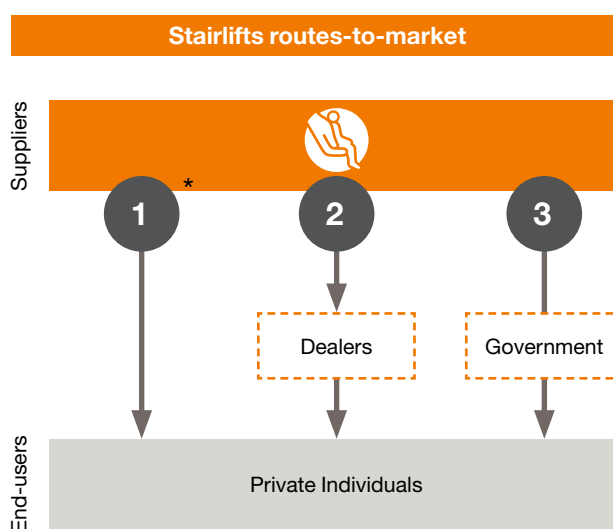 Stairlifts routes-to-market
Suppliers
*
1
2
3
Dealers
Government
End-users
Private Individuals